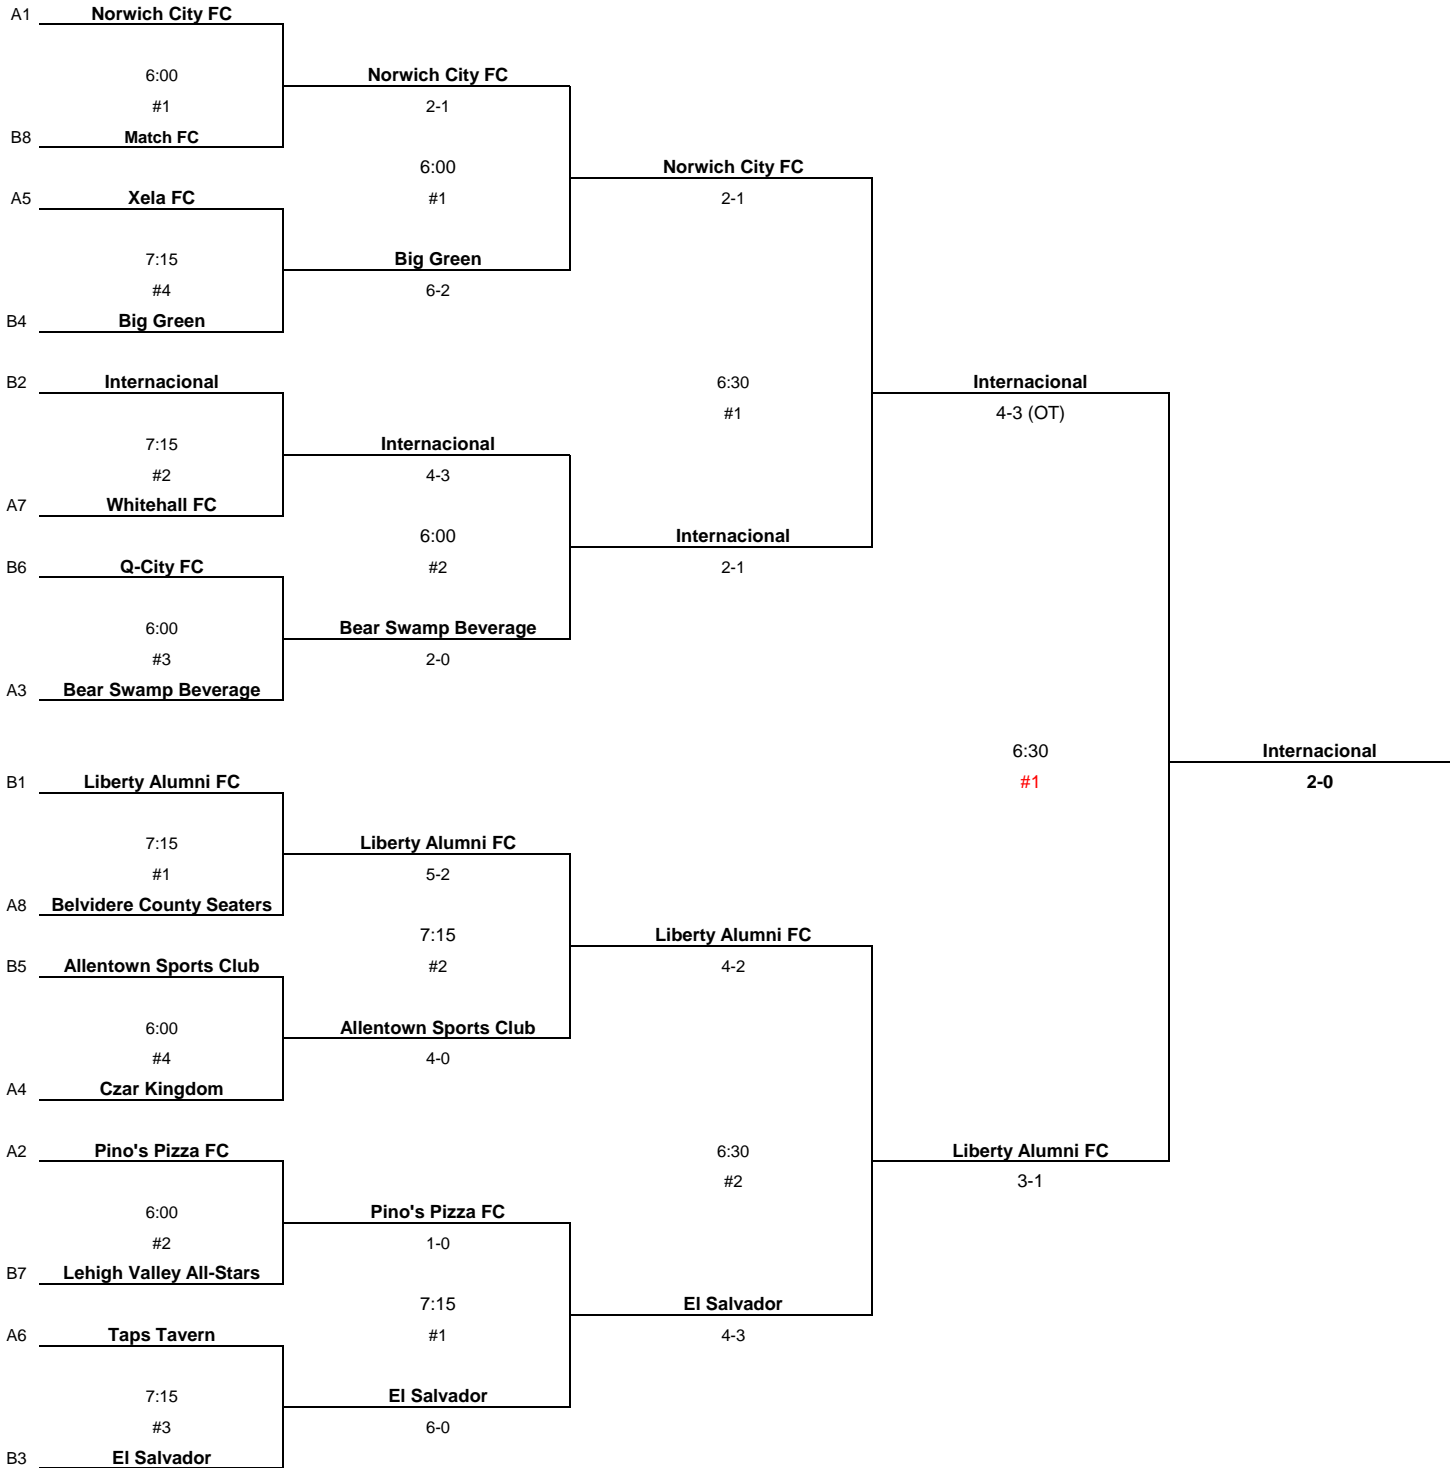 A1 Norwich City FC
6:00 Norwich City FC
#1 2-1
B8 Match FC
6:00 Norwich City FC
A5 Xela FC #1 2-1
7:15 Big Green
#4 6-2
B4 Big Green
B2 Internacional 6:30 Internacional
#1 4-3 (OT)
7:15 Internacional
#2 4-3
A7 Whitehall FC
6:00 Internacional
B6 Q-City FC #2 2-1
6:00 Bear Swamp Beverage
#3 2-0
A3 Bear Swamp Beverage
6:30 Internacional
B1 Liberty Alumni FC #1 2-0
7:15 Liberty Alumni FC
#1 5-2
A8 Belvidere County Seaters
7:15 Liberty Alumni FC
B5 Allentown Sports Club #2 4-2
6:00 Allentown Sports Club
#4 4-0
A4 Czar Kingdom
A2 Pino's Pizza FC 6:30 Liberty Alumni FC
#2 3-1
6:00 Pino's Pizza FC
#2 1-0
B7 Lehigh Valley All-Stars
7:15 El Salvador
A6 Taps Tavern #1 4-3
7:15 El Salvador
#3 6-0
B3 El Salvador